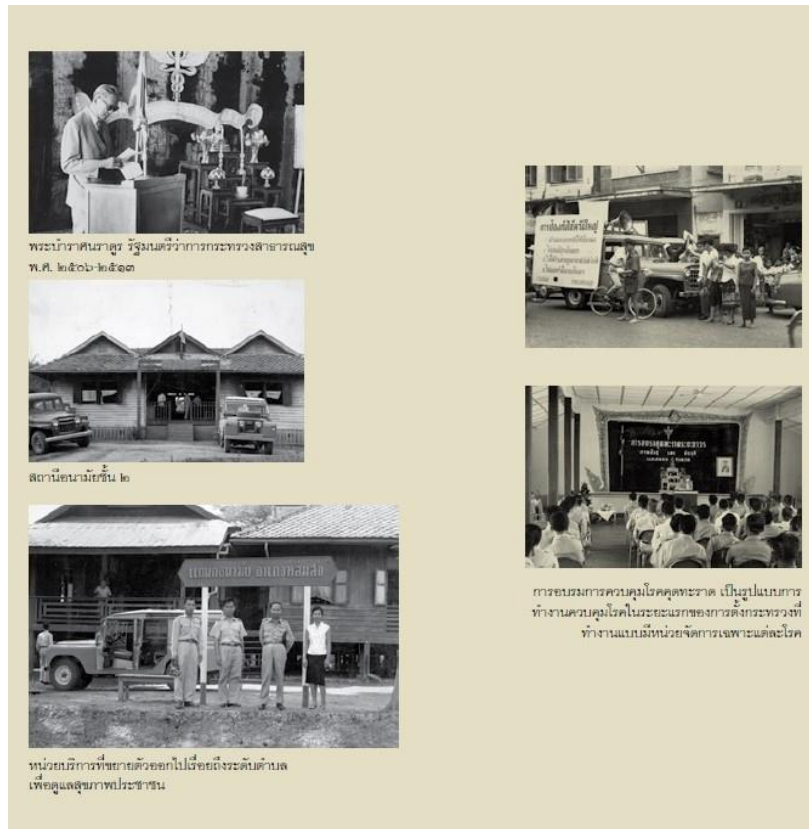 พระบำราศนราดูร รัฐมนตรีว่าการกระทรวงสาธารณสุข
พ.ศ. ๒๕๐๖-๒๕๑๓
สถานีอนามัยชั้น ๒
หน่วยบริการที่ขยายตัวออกไปเรื่อยถึงระดับตำบล
เพื่อดูแลสุขภาพประชาชน
การอบรมการควบคุมโรคคุดทะราด เป็นรูปแบบการ
ทำงานควบคุมโรคในระยะแรกของการตั้งกระทรวงที่
ทำงานแบบมีหน่วยจัดการเฉพาะแต่ละโรค